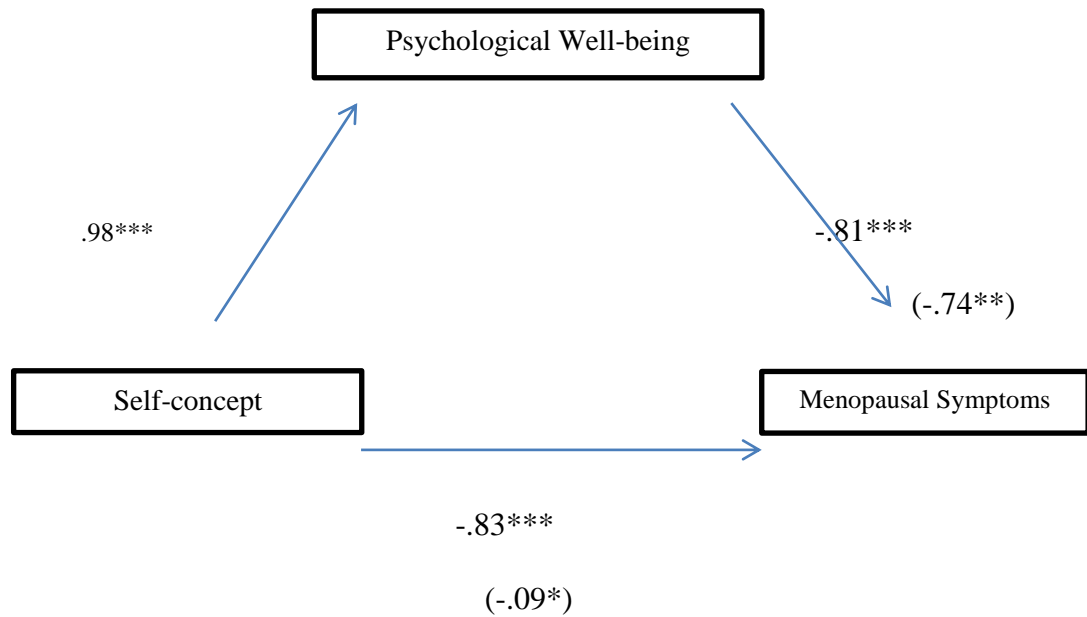 Psychological Well-being
.98***
-.81***
(-.74**)
Self-concept
Menopausal Symptoms
-.83***
(-.09*)